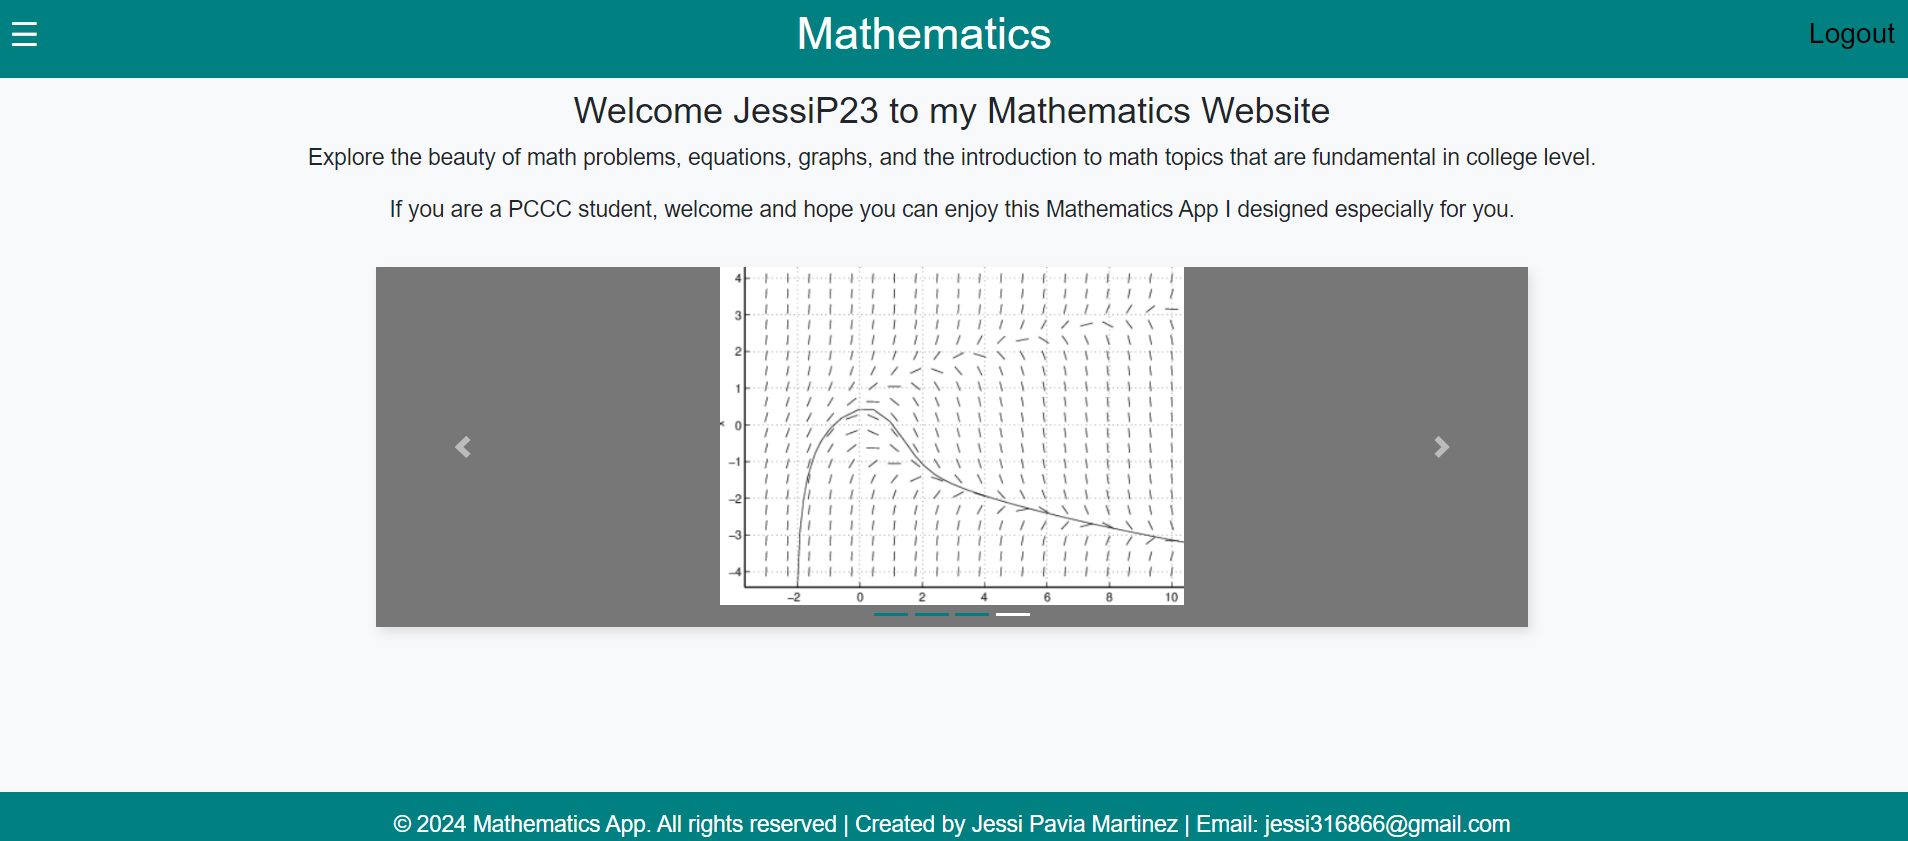 ☰ Mathematics Logout
Welcome JessiP23 to my Mathematics Website
Explore the beauty of math problems, equations, graphs, and the introduction to math topics that are fundamental in college level.
If you are a PCCC student, welcome and hope you can enjoy this Mathematics App I designed especially for you.
4
3
2
1
0
-1
-2
-3
-4
-2 0 2 4 6 8 10
© 2024 Mathematics App. All rights reserved | Created by Jessi Pavia Martinez | Email: jessi316866@gmail.com